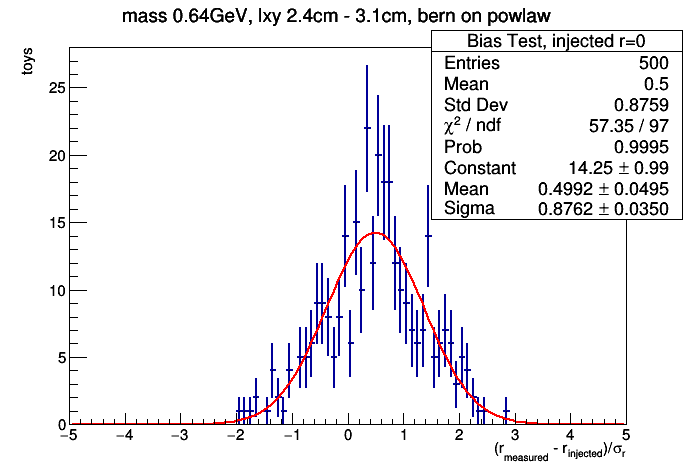 mass 0.64GeV, lxy 2.4cm - 3.1cm, bern on powlaw
toys
Bias Test, injected r=0
Entries 500
Mean 0.5
Std Dev 0.8759
χ² / ndf 57.35 / 97
Prob 0.9995
Constant 14.25 ± 0.99
Mean 0.4992 ± 0.0495
Sigma 0.8762 ± 0.0350
25
20
15
10
5
0
−5 −4 −3 −2 −1 0 1 2 3 4 5
(r_measured - r_injected)/σ_r